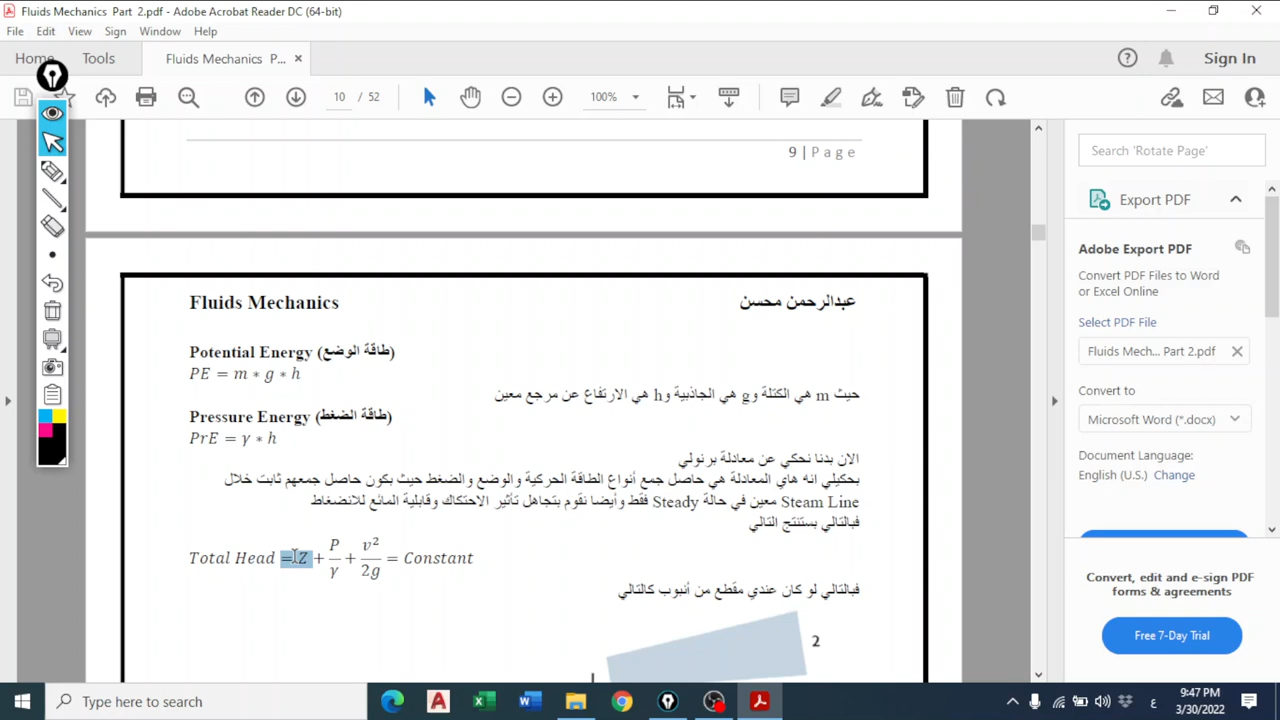 Fluids Mechanics Part 2.pdf - Adobe Acrobat Reader DC (64-bit)
File Edit View Sign Window Help
Home Tools Fluids Mechanics P... × Sign In
10 / 52 100%
9 | Page
Fluids Mechanics عبدالرحمن محسن
Potential Energy (طاقة الوضع)
PE = m ∗ g ∗ h
حيث m هي الكتلة وg هي الجاذبية وh هي الارتفاع عن مرجع معين
Pressure Energy (طاقة الضغط)
PrE = γ ∗ h
الان بدنا نحكي عن معادلة برنولي
بحكيلي انه هاي المعادلة هي حاصل جمع أنواع الطاقة الحركية والوضع والضغط حيث بكون حاصل جمعهم ثابت خلال
Steam Line معين في حالة Steady فقط وأيضا نقوم بتجاهل تأثير الاحتكاك وقابلية المائع للانضغاط
فبالتالي بستنتج التالي
Total Head = Z + P/γ + v²/2g = Constant
فبالتالي لو كان عندي مقطع من أنبوب كالتالي
2
Search 'Rotate Page'
Export PDF
Adobe Export PDF
Convert PDF Files to Word
or Excel Online
Select PDF File
Fluids Mech... Part 2.pdf ×
Convert to
Microsoft Word (*.docx)
Document Language:
English (U.S.) Change
Convert, edit and e-sign PDF
forms & agreements
Free 7-Day Trial
Type here to search
ع
9:47 PM
3/30/2022